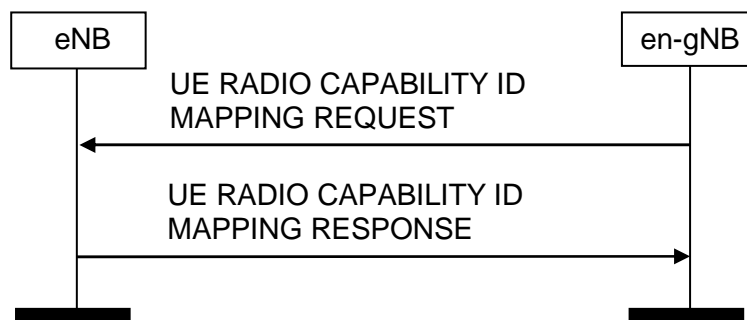 eNB
en-gNB
UE RADIO CAPABILITY ID
MAPPING REQUEST
UE RADIO CAPABILITY ID
MAPPING RESPONSE